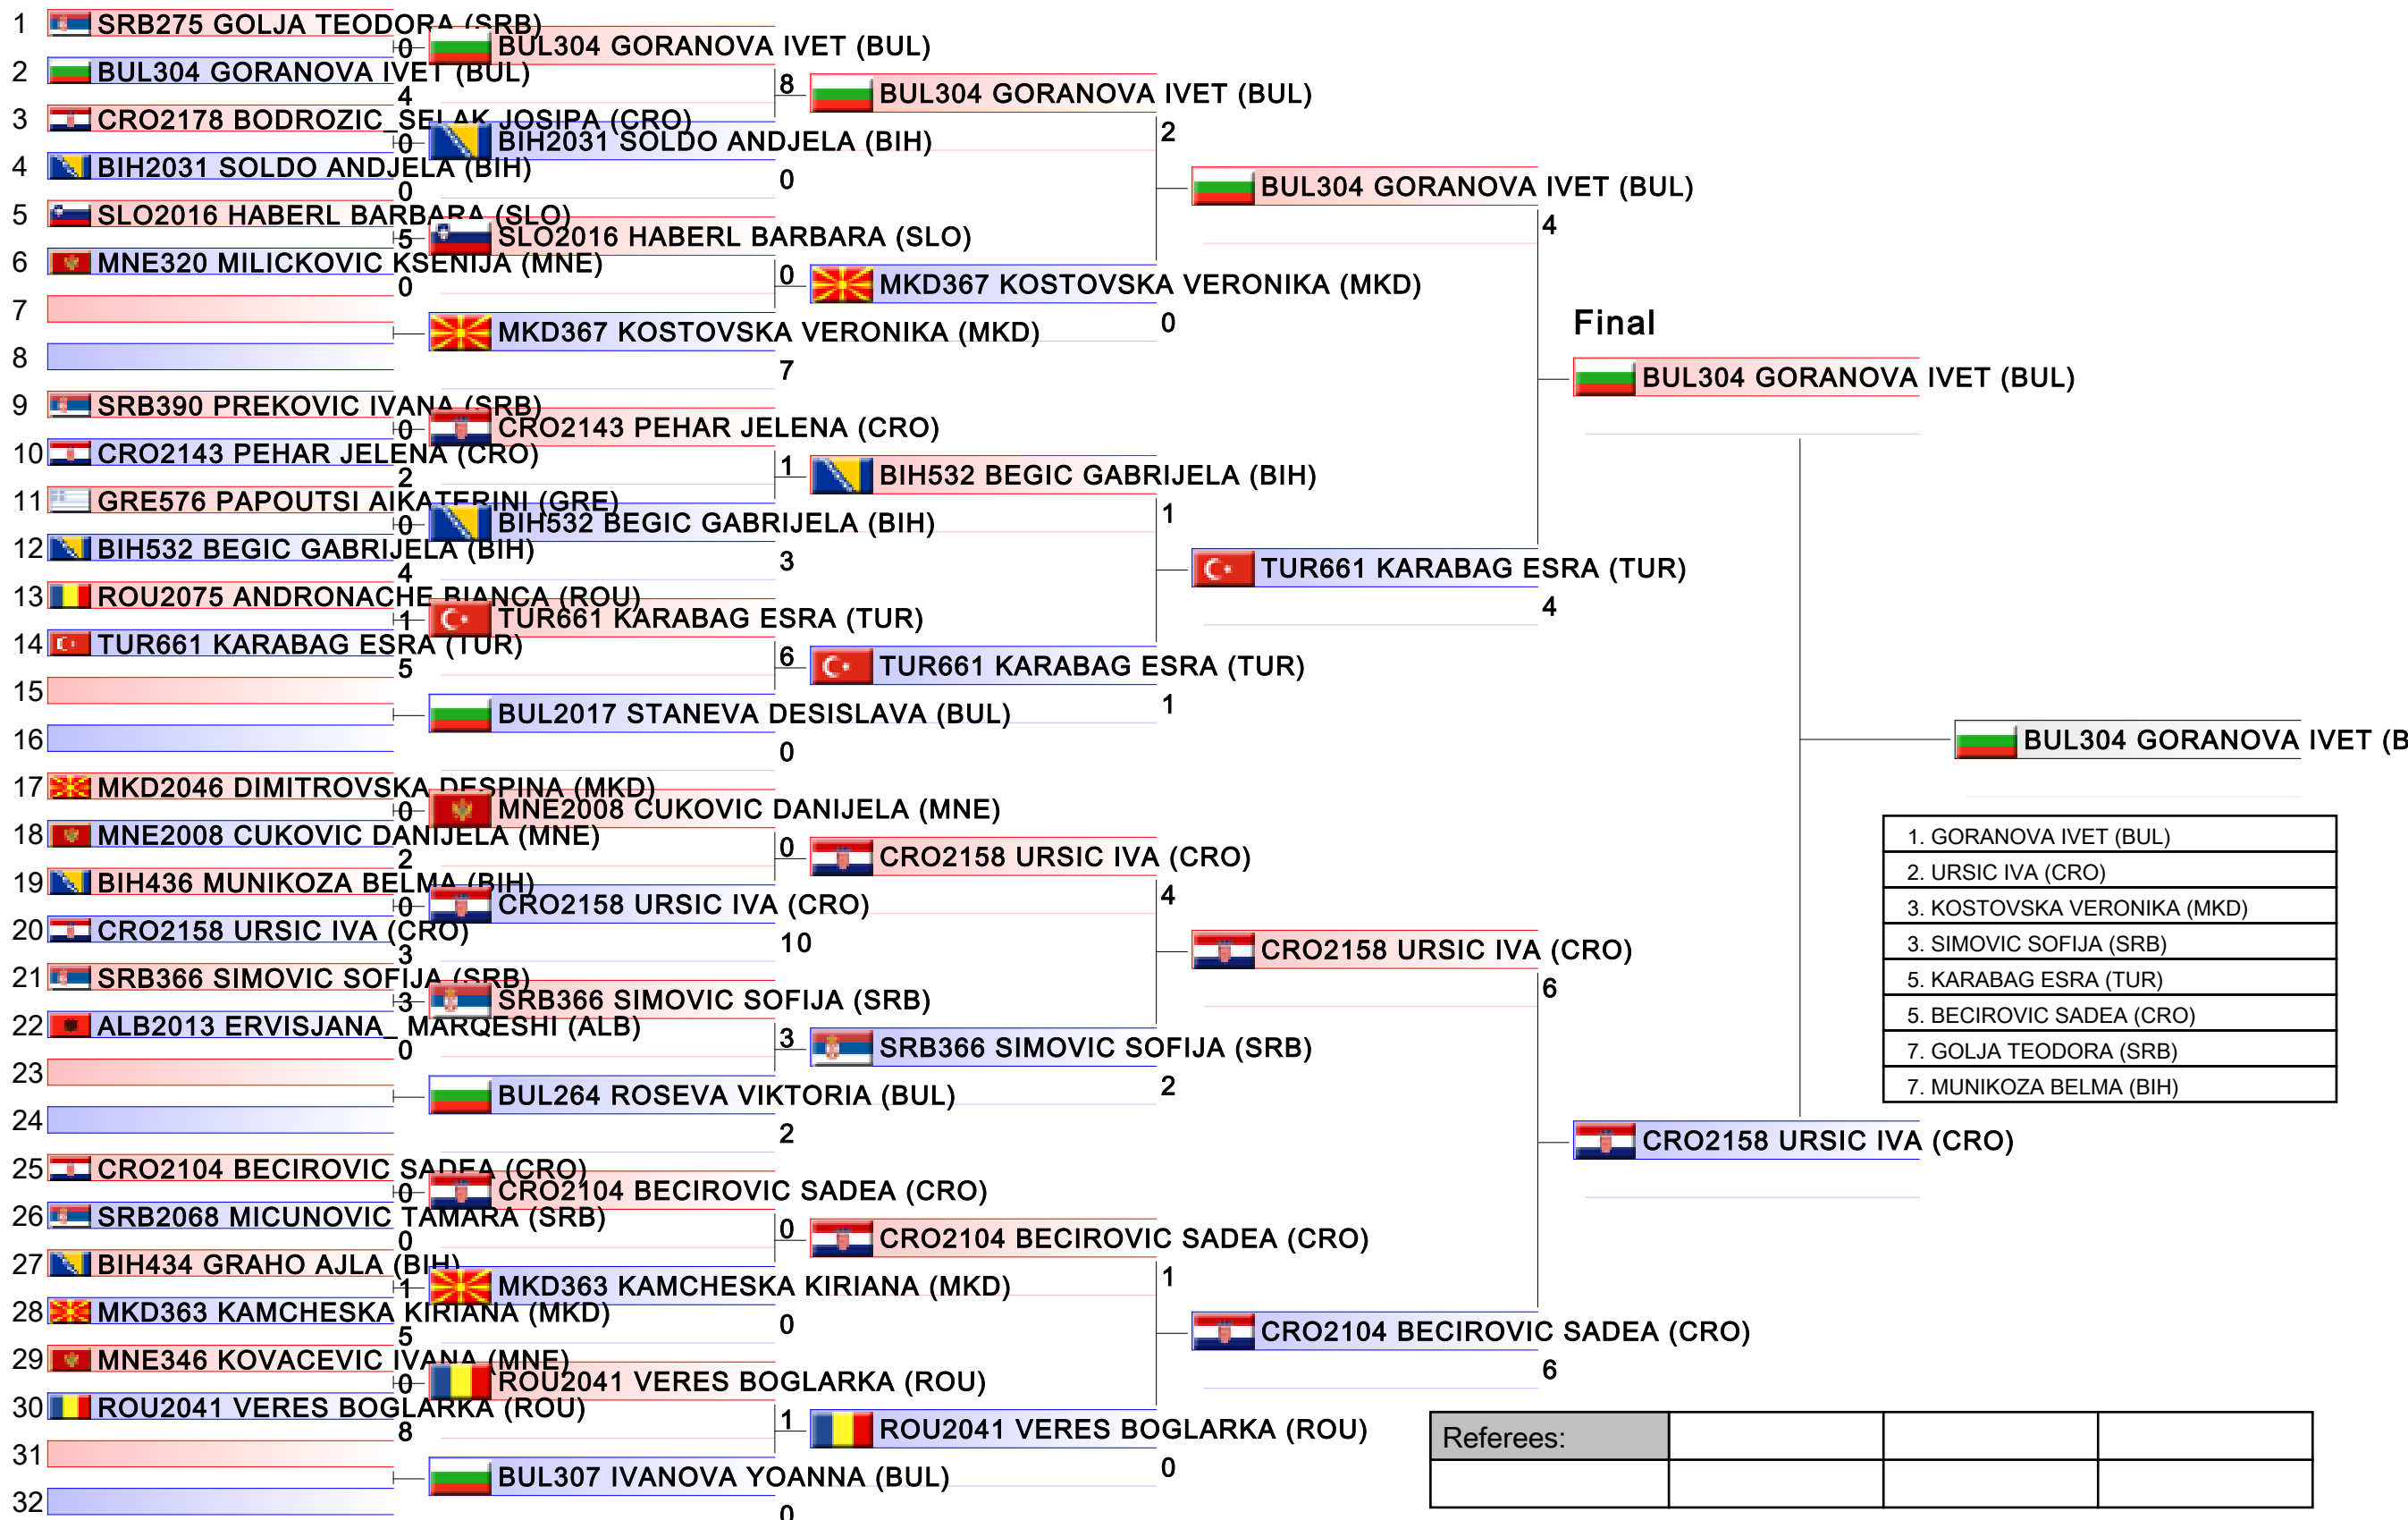 1 SRB275 GOLJA TEODORA (SRB)
0
2 BUL304 GORANOVA IVET (BUL)
4
3 CRO2178 BODROZIC_SELAK JOSIPA (CRO)
0
4 BIH2031 SOLDO ANDJELA (BIH)
0
5 SLO2016 HABERL BARBARA (SLO)
5
6 MNE320 MILICKOVIC KSENIJA (MNE)
0
7
8
9 SRB390 PREKOVIC IVANA (SRB)
0
10 CRO2143 PEHAR JELENA (CRO)
2
11 GRE576 PAPOUTSI AIKATERINI (GRE)
0
12 BIH532 BEGIC GABRIJELA (BIH)
4
13 ROU2075 ANDRONACHE BIANCA (ROU)
1
14 TUR661 KARABAG ESRA (TUR)
5
15
16
17 MKD2046 DIMITROVSKA DESPINA (MKD)
0
18 MNE2008 CUKOVIC DANIJELA (MNE)
2
19 BIH436 MUNIKOZA BELMA (BIH)
0
20 CRO2158 URSIC IVA (CRO)
3
21 SRB366 SIMOVIC SOFIJA (SRB)
3
22 ALB2013 ERVISJANA_ MARQESHI (ALB)
0
23
24
25 CRO2104 BECIROVIC SADEA (CRO)
0
26 SRB2068 MICUNOVIC TAMARA (SRB)
0
27 BIH434 GRAHO AJLA (BIH)
1
28 MKD363 KAMCHESKA KIRIANA (MKD)
5
29 MNE346 KOVACEVIC IVANA (MNE)
0
30 ROU2041 VERES BOGLARKA (ROU)
8
31
32
BUL304 GORANOVA IVET (BUL)
8
BIH2031 SOLDO ANDJELA (BIH)
0
SLO2016 HABERL BARBARA (SLO)
0
MKD367 KOSTOVSKA VERONIKA (MKD)
7
CRO2143 PEHAR JELENA (CRO)
1
BIH532 BEGIC GABRIJELA (BIH)
3
TUR661 KARABAG ESRA (TUR)
6
BUL2017 STANEVA DESISLAVA (BUL)
0
MNE2008 CUKOVIC DANIJELA (MNE)
0
CRO2158 URSIC IVA (CRO)
10
SRB366 SIMOVIC SOFIJA (SRB)
3
BUL264 ROSEVA VIKTORIA (BUL)
2
CRO2104 BECIROVIC SADEA (CRO)
0
MKD363 KAMCHESKA KIRIANA (MKD)
0
ROU2041 VERES BOGLARKA (ROU)
1
BUL307 IVANOVA YOANNA (BUL)
0
BUL304 GORANOVA IVET (BUL)
2
MKD367 KOSTOVSKA VERONIKA (MKD)
0
BIH532 BEGIC GABRIJELA (BIH)
1
TUR661 KARABAG ESRA (TUR)
1
CRO2158 URSIC IVA (CRO)
4
SRB366 SIMOVIC SOFIJA (SRB)
2
CRO2104 BECIROVIC SADEA (CRO)
1
ROU2041 VERES BOGLARKA (ROU)
0
BUL304 GORANOVA IVET (BUL)
4
TUR661 KARABAG ESRA (TUR)
4
CRO2158 URSIC IVA (CRO)
6
CRO2104 BECIROVIC SADEA (CRO)
6
Final
BUL304 GORANOVA IVET (BUL)
CRO2158 URSIC IVA (CRO)
BUL304 GORANOVA IVET (B
1. GORANOVA IVET (BUL)
2. URSIC IVA (CRO)
3. KOSTOVSKA VERONIKA (MKD)
3. SIMOVIC SOFIJA (SRB)
5. KARABAG ESRA (TUR)
5. BECIROVIC SADEA (CRO)
7. GOLJA TEODORA (SRB)
7. MUNIKOZA BELMA (BIH)
Referees: